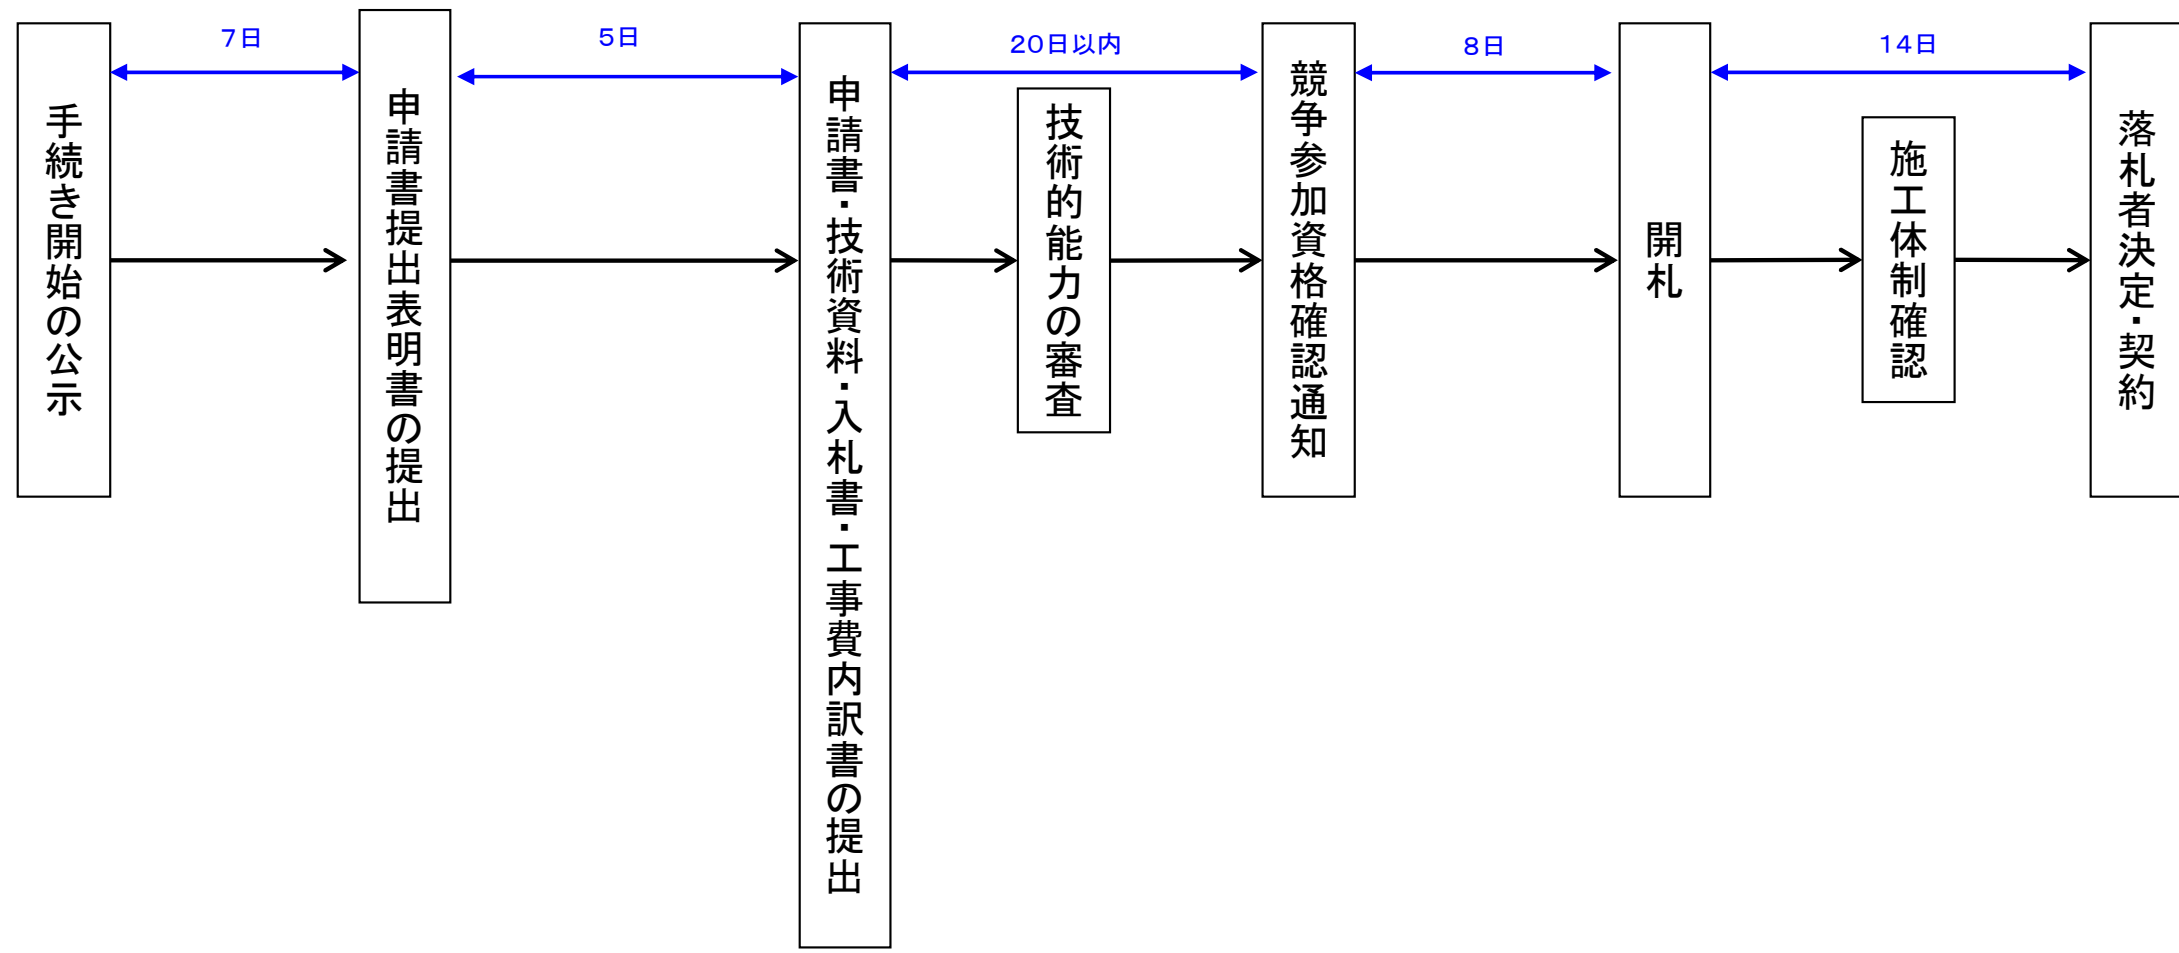 7日
5日
20日以内
8日
14日
手続き開始の公示
申請書提出表明書の提出
申請書・技術資料・入札書・工事費内訳書の提出
技術的能力の審査
競争参加資格確認通知
開札
施工体制確認
落札者決定・契約